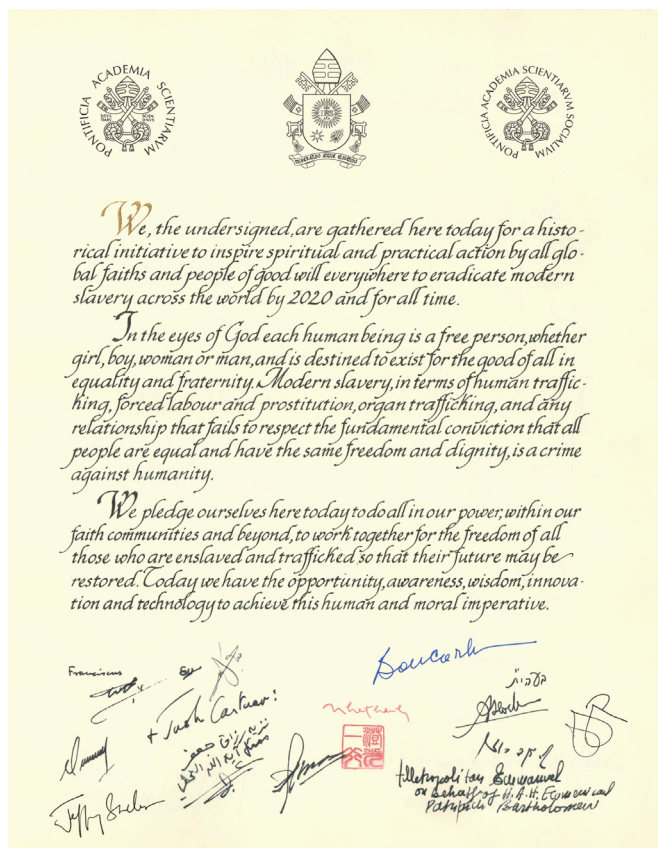 PONTIFICIA ACADEMIA SCIENTIARVM
MISERANDO ATQVE ELIGENDO
PONTIFICIA ACADEMIA SCIENTIARVM SOCIALIVM
We, the undersigned, are gathered here today for a histo-
rical initiative to inspire spiritual and practical action by all glo-
bal faiths and people of good will everywhere to eradicate modern
slavery across the world by 2020 and for all time.
In the eyes of God each human being is a free person, whether
girl, boy, woman or man, and is destined to exist for the good of all in
equality and fraternity. Modern slavery, in terms of human traffic-
king, forced labour and prostitution, organ trafficking, and any
relationship that fails to respect the fundamental conviction that all
people are equal and have the same freedom and dignity, is a crime
against humanity.
We pledge ourselves here today to do all in our power, within our
faith communities and beyond, to work together for the freedom of all
those who are enslaved and trafficked so that their future may be
restored. Today we have the opportunity, awareness, wisdom, innova-
tion and technology to achieve this human and moral imperative.
Franciscus
+ Justin Cantuar:
+ Metropolitan Emmanuel
on behalf of H.A.H. Ecumenical
Patriarch Bartholomew